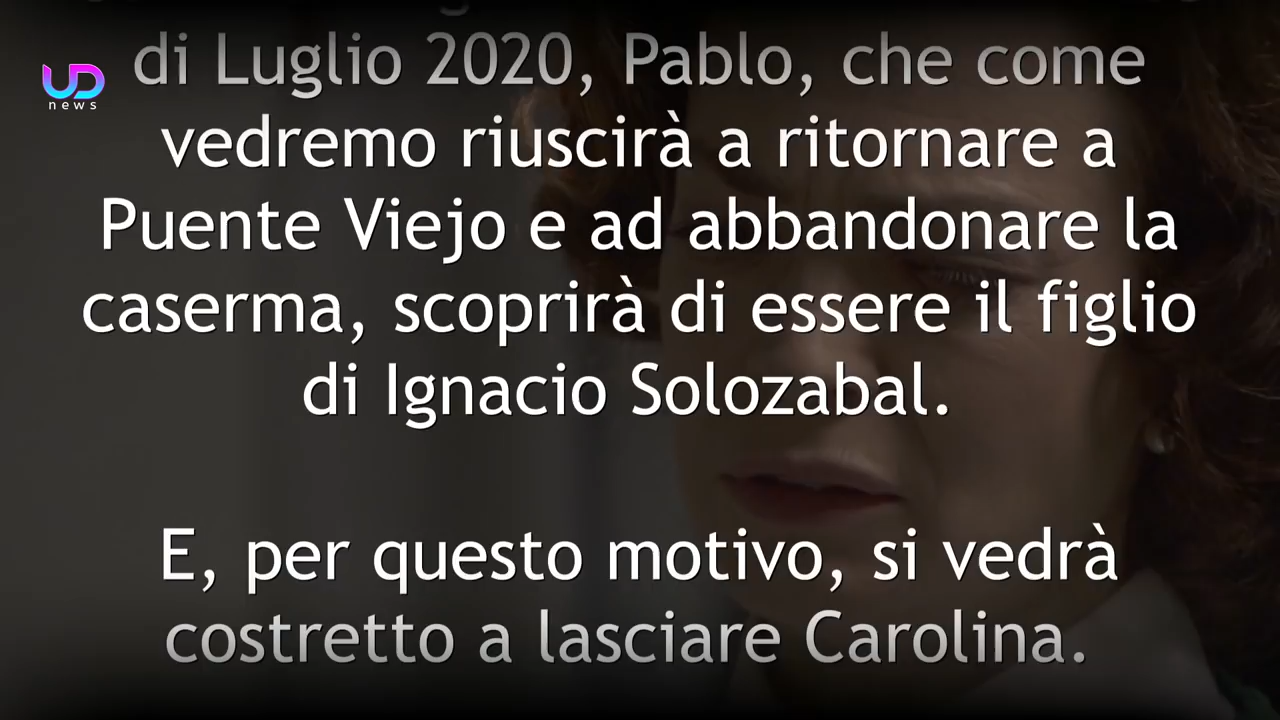 UD
news
di Luglio 2020, Pablo, che come
vedremo riuscirà a ritornare a
Puente Viejo e ad abbandonare la
caserma, scoprirà di essere il figlio
di Ignacio Solozabal.
E, per questo motivo, si vedrà
costretto a lasciare Carolina.